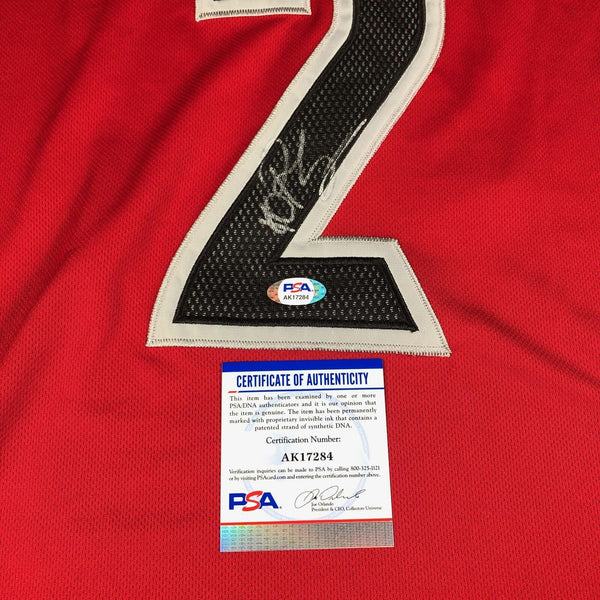 2
PSA
AK17284
CERTIFICATE OF AUTHENTICITY
This item has been examined by one or more
PSA/DNA authenticators and it is our opinion that
the item is genuine. The item has been permanently
marked with proprietary invisible ink that contains a
patented strand of synthetic DNA.
Certification Number:
AK17284
Verification inquiries can be made to PSA by calling 800-325-1121
or by visiting PSAcard.com and entering the certification number above.
PSA
Joe Orlando
President & CEO, Collectors Universe